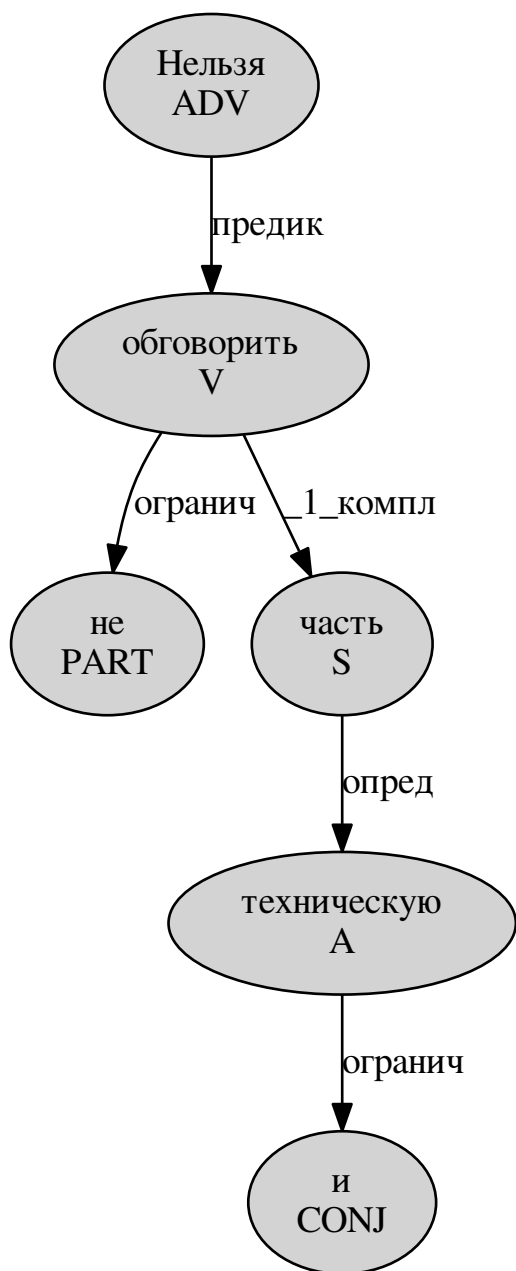 Нельзя
ADV
предик
обговорить
V
огранич
_1_компл
не
PART
часть
S
опред
техническую
A
огранич
и
CONJ